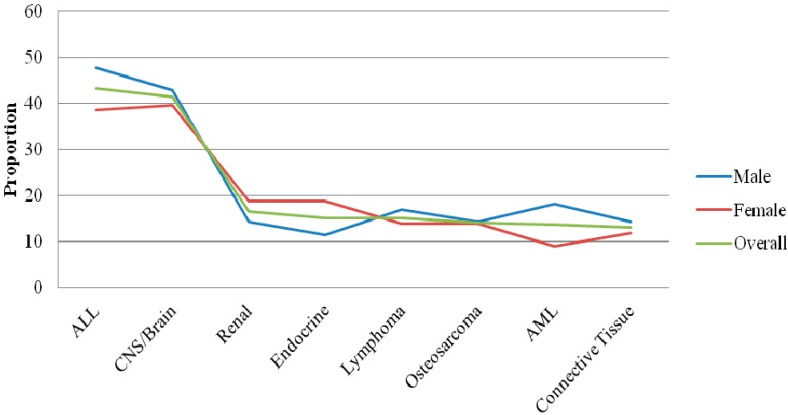 60
50
40
30
20
10
0
Proportion
ALL
CNS/Brain
Renal
Endocrine
Lymphoma
Osteosarcoma
AML
Connective Tissue
Male
Female
Overall